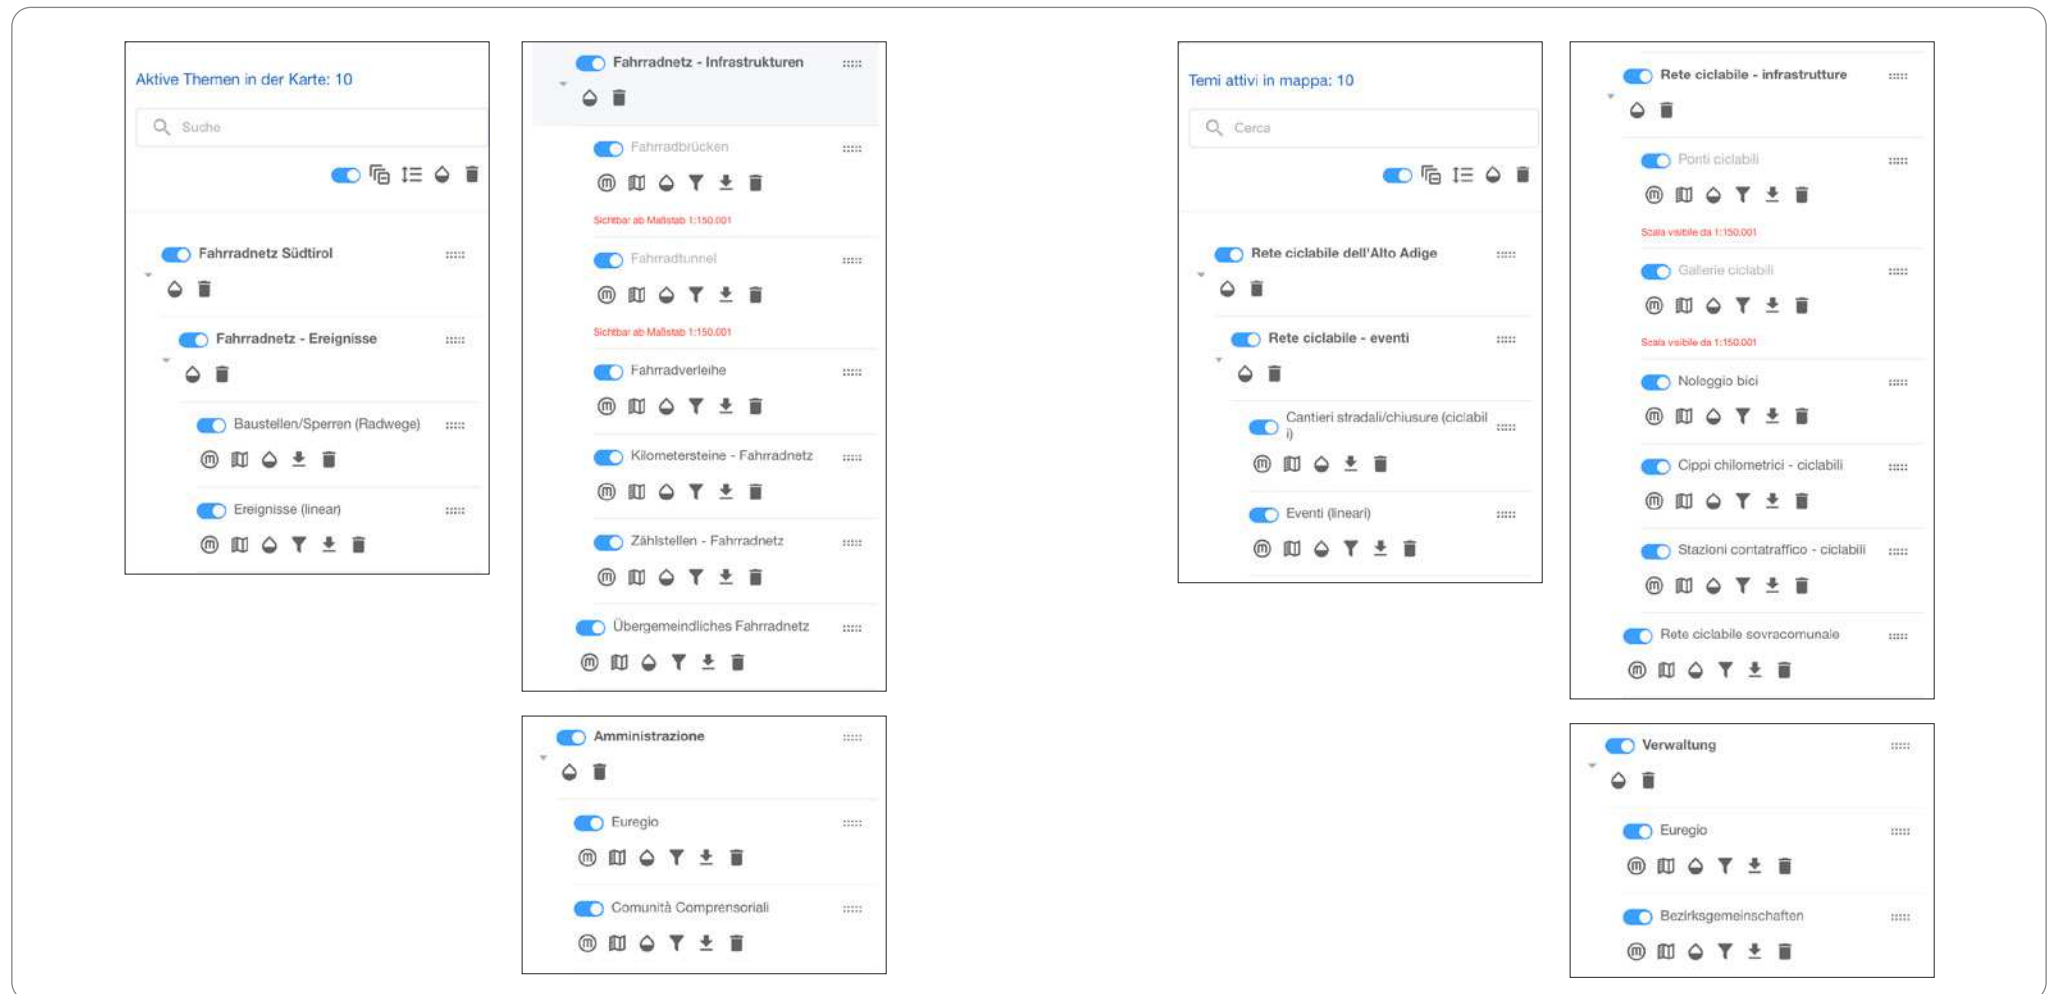 Aktive Themen in der Karte: 10
Suche
Fahrradnetz Südtirol
Fahrradnetz - Ereignisse
Baustellen/Sperren (Radwege)
Ereignisse (linear)
Fahrradnetz - Infrastrukturen
Fahrradbrücken
Sichtbar ab Maßstab 1:150.001
Fahrradtunnel
Sichtbar ab Maßstab 1:150.001
Fahrradverleihe
Kilometersteine - Fahrradnetz
Zählstellen - Fahrradnetz
Übergemeindliches Fahrradnetz
Amministrazione
Euregio
Comunità Comprensoriali
Temi attivi in mappa: 10
Cerca
Rete ciclabile dell'Alto Adige
Rete ciclabile - eventi
Cantieri stradali/chiusure (ciclabil
i)
Eventi (lineari)
Rete ciclabile - infrastrutture
Ponti ciclabili
Scala visibile da 1:150.001
Gallerie ciclabili
Scala visibile da 1:150.001
Noleggio bici
Cippi chilometrici - ciclabili
Stazioni contatraffico - ciclabili
Rete ciclabile sovracomunale
Verwaltung
Euregio
Bezirksgemeinschaften